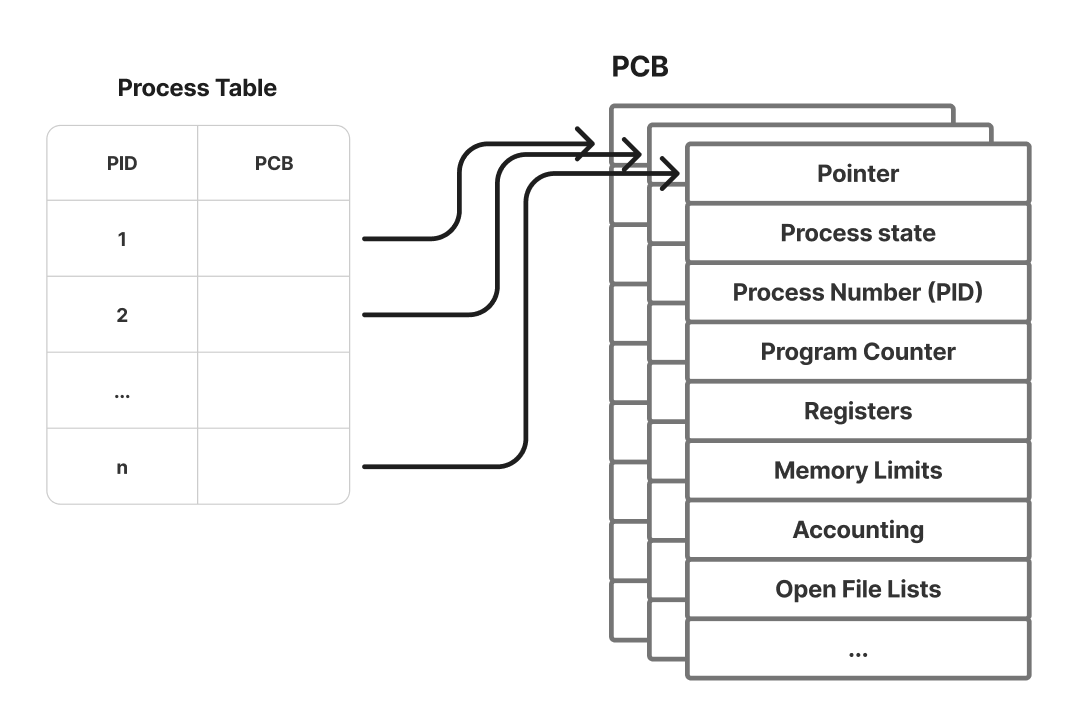 Process Table
PID PCB
1
2
...
n
PCB
Pointer
Process state
Process Number (PID)
Program Counter
Registers
Memory Limits
Accounting
Open File Lists
...